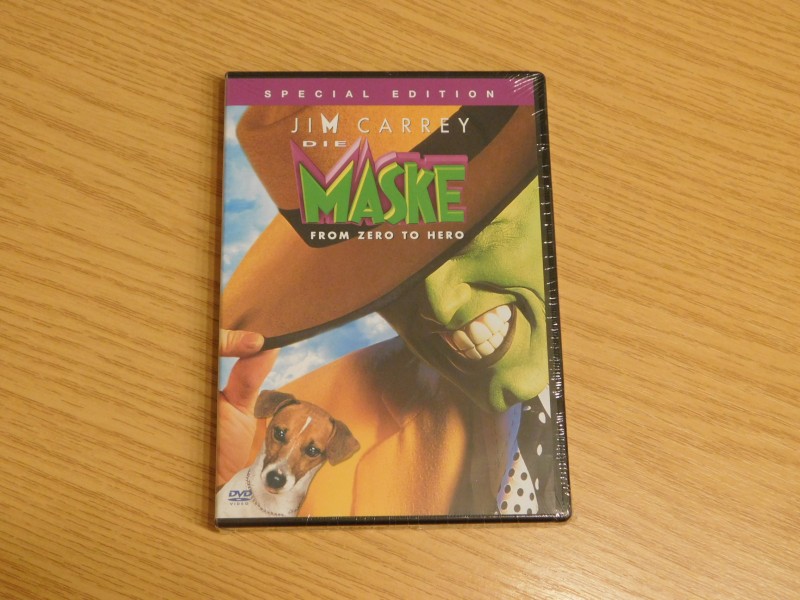 SPECIAL EDITION
JIM CARREY
DIE
MASKE
FROM ZERO TO HERO
DVD
VIDEO